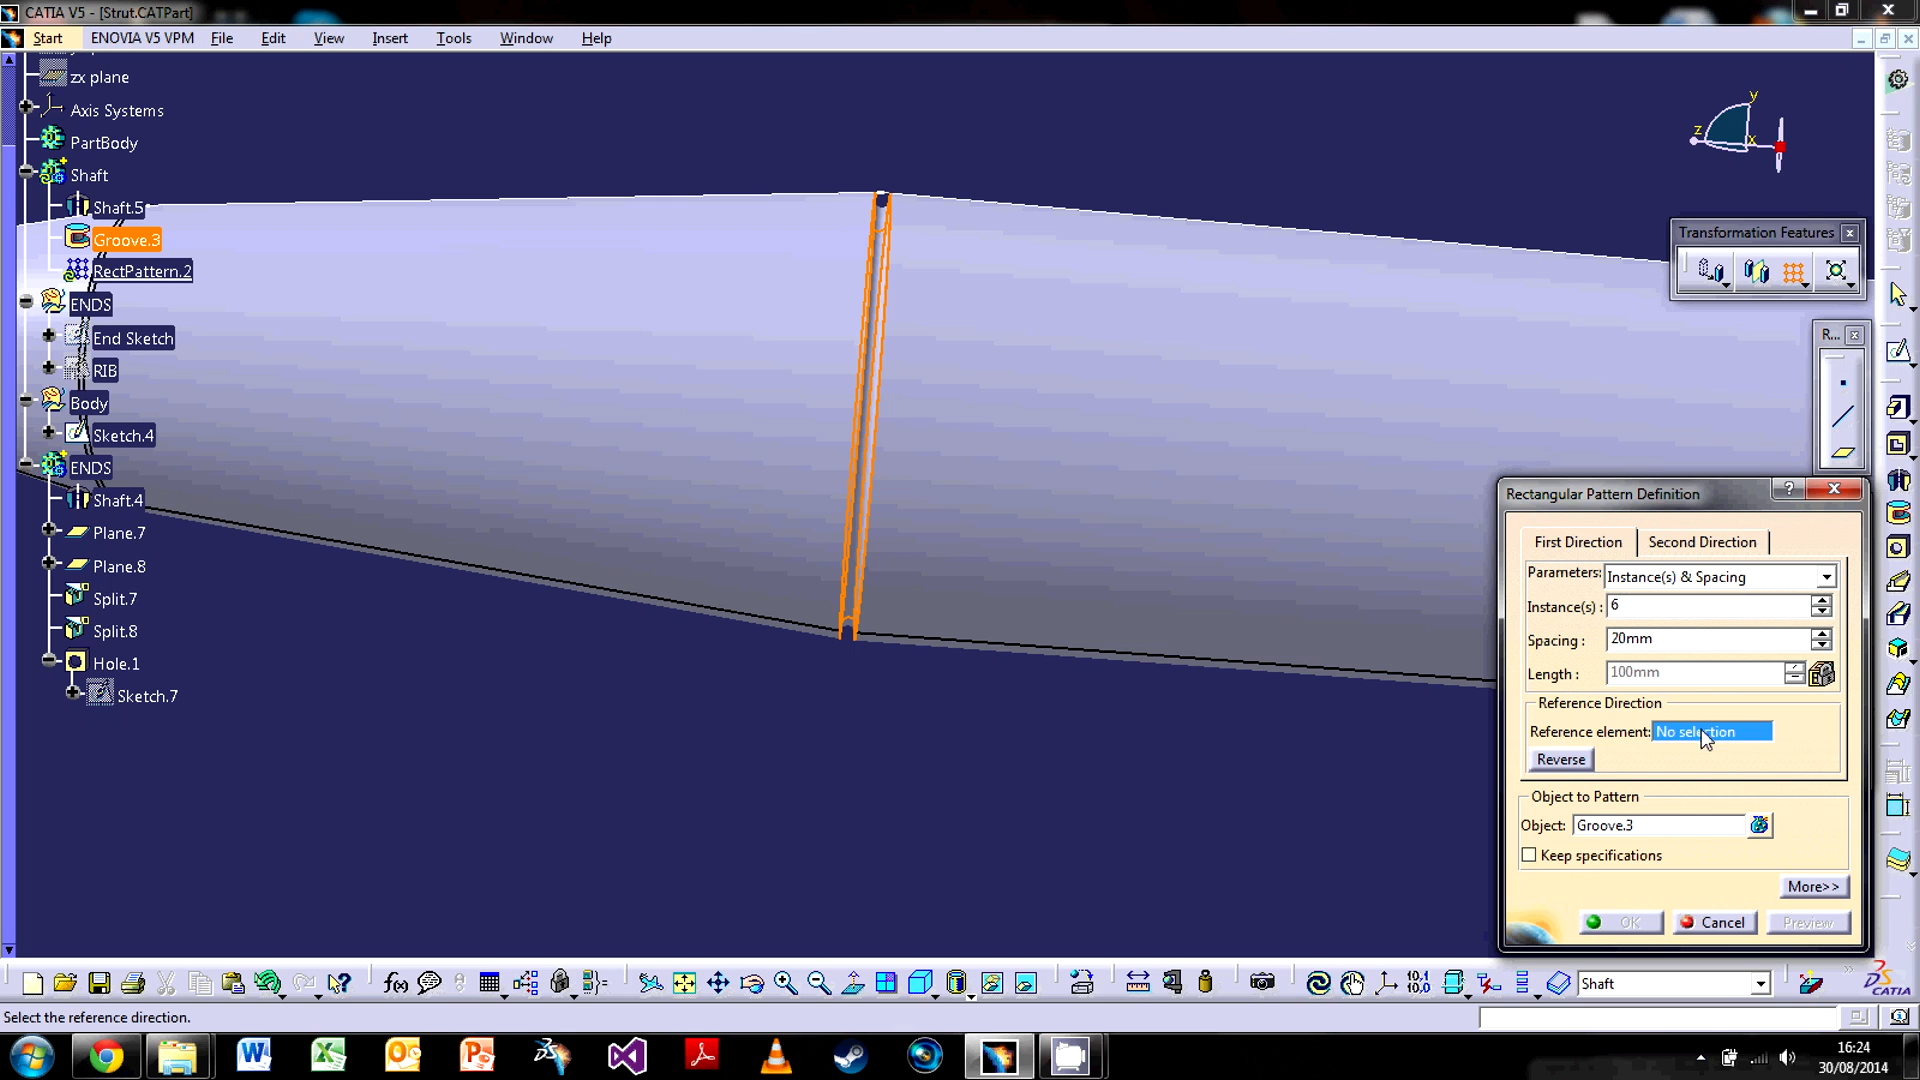 CATIA V5 - [Strut.CATPart]
Start ENOVIA V5 VPM File Edit View Insert Tools Window Help
zx plane
Axis Systems
PartBody
Shaft
Shaft.5
Groove.3
RectPattern.2
ENDS
End Sketch
RIB
Body
Sketch.4
ENDS
Shaft.4
Plane.7
Plane.8
Split.7
Split.8
Hole.1
Sketch.7
y
z
x
Transformation Features
R...
Rectangular Pattern Definition
First Direction Second Direction
Parameters: Instance(s) & Spacing
Instance(s) : 6
Spacing : 20mm
Length : 100mm
Reference Direction
Reference element: No selection
Reverse
Object to Pattern
Object: Groove.3
Keep specifications
More>>
OK Cancel Preview
f(x)
10.1
10,0
Shaft
CATIA
Select the reference direction.
16:24
30/08/2014